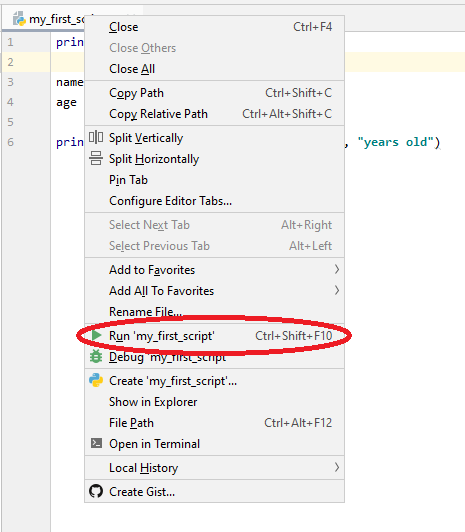 my_first_scr
1 prin
2
3 name
4 age
5
6 prin , "years old")
Close Ctrl+F4
Close Others
Close All
Copy Path Ctrl+Shift+C
Copy Relative Path Ctrl+Alt+Shift+C
Split Vertically
Split Horizontally
Pin Tab
Configure Editor Tabs...
Select Next Tab Alt+Right
Select Previous Tab Alt+Left
Add to Favorites
Add All To Favorites
Rename File...
Run 'my_first_script' Ctrl+Shift+F10
Debug 'my_first_script'
Create 'my_first_script'...
Show in Explorer
File Path Ctrl+Alt+F12
Open in Terminal
Local History
Create Gist...